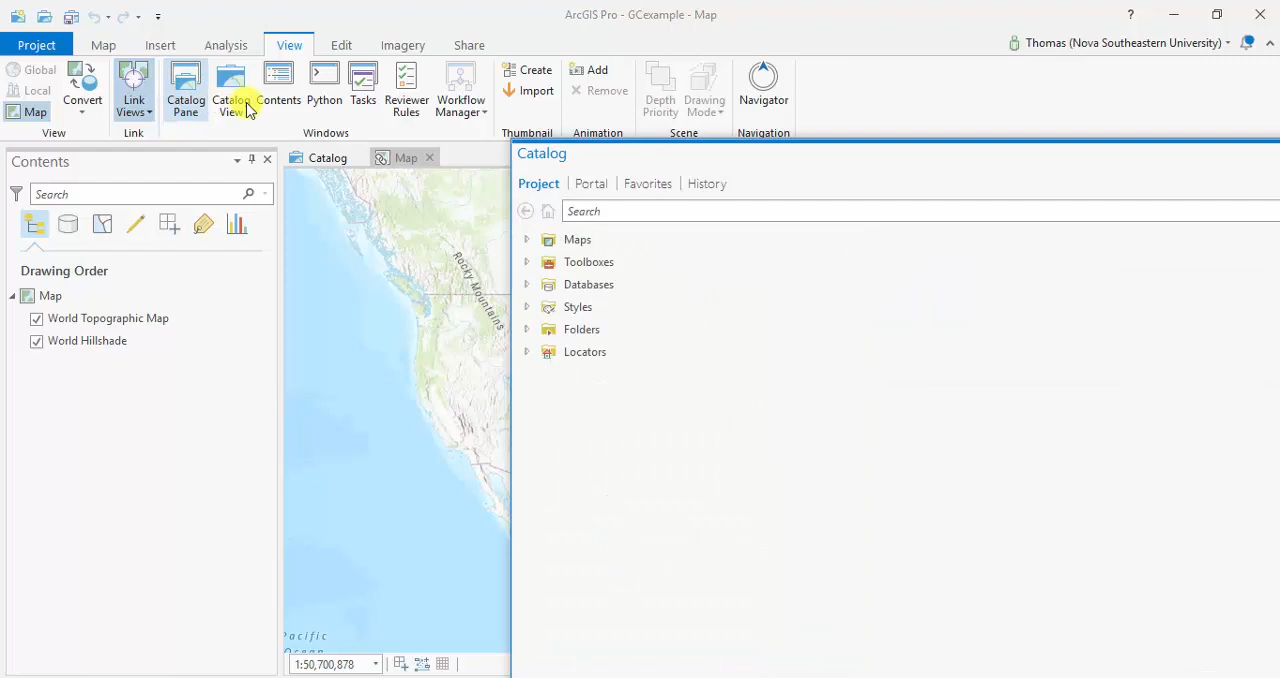 ArcGIS Pro - GCexample - Map
?
Project Map Insert Analysis View Edit Imagery Share
Thomas (Nova Southeastern University)
Global
Local
Map
Convert
Link Views
Catalog Pane
Catalog View
Contents
Python
Tasks
Reviewer Rules
Workflow Manager
Create
Import
Add
Remove
Depth Priority
Drawing Mode
Navigator
View Link Windows Thumbnail Animation Scene Navigation
Contents
Search
Drawing Order
Map
World Topographic Map
World Hillshade
Catalog Map
Rocky Mountains
Pacific
Ocean
1:50,700,878
Catalog
Project Portal Favorites History
Search
Maps
Toolboxes
Databases
Styles
Folders
Locators